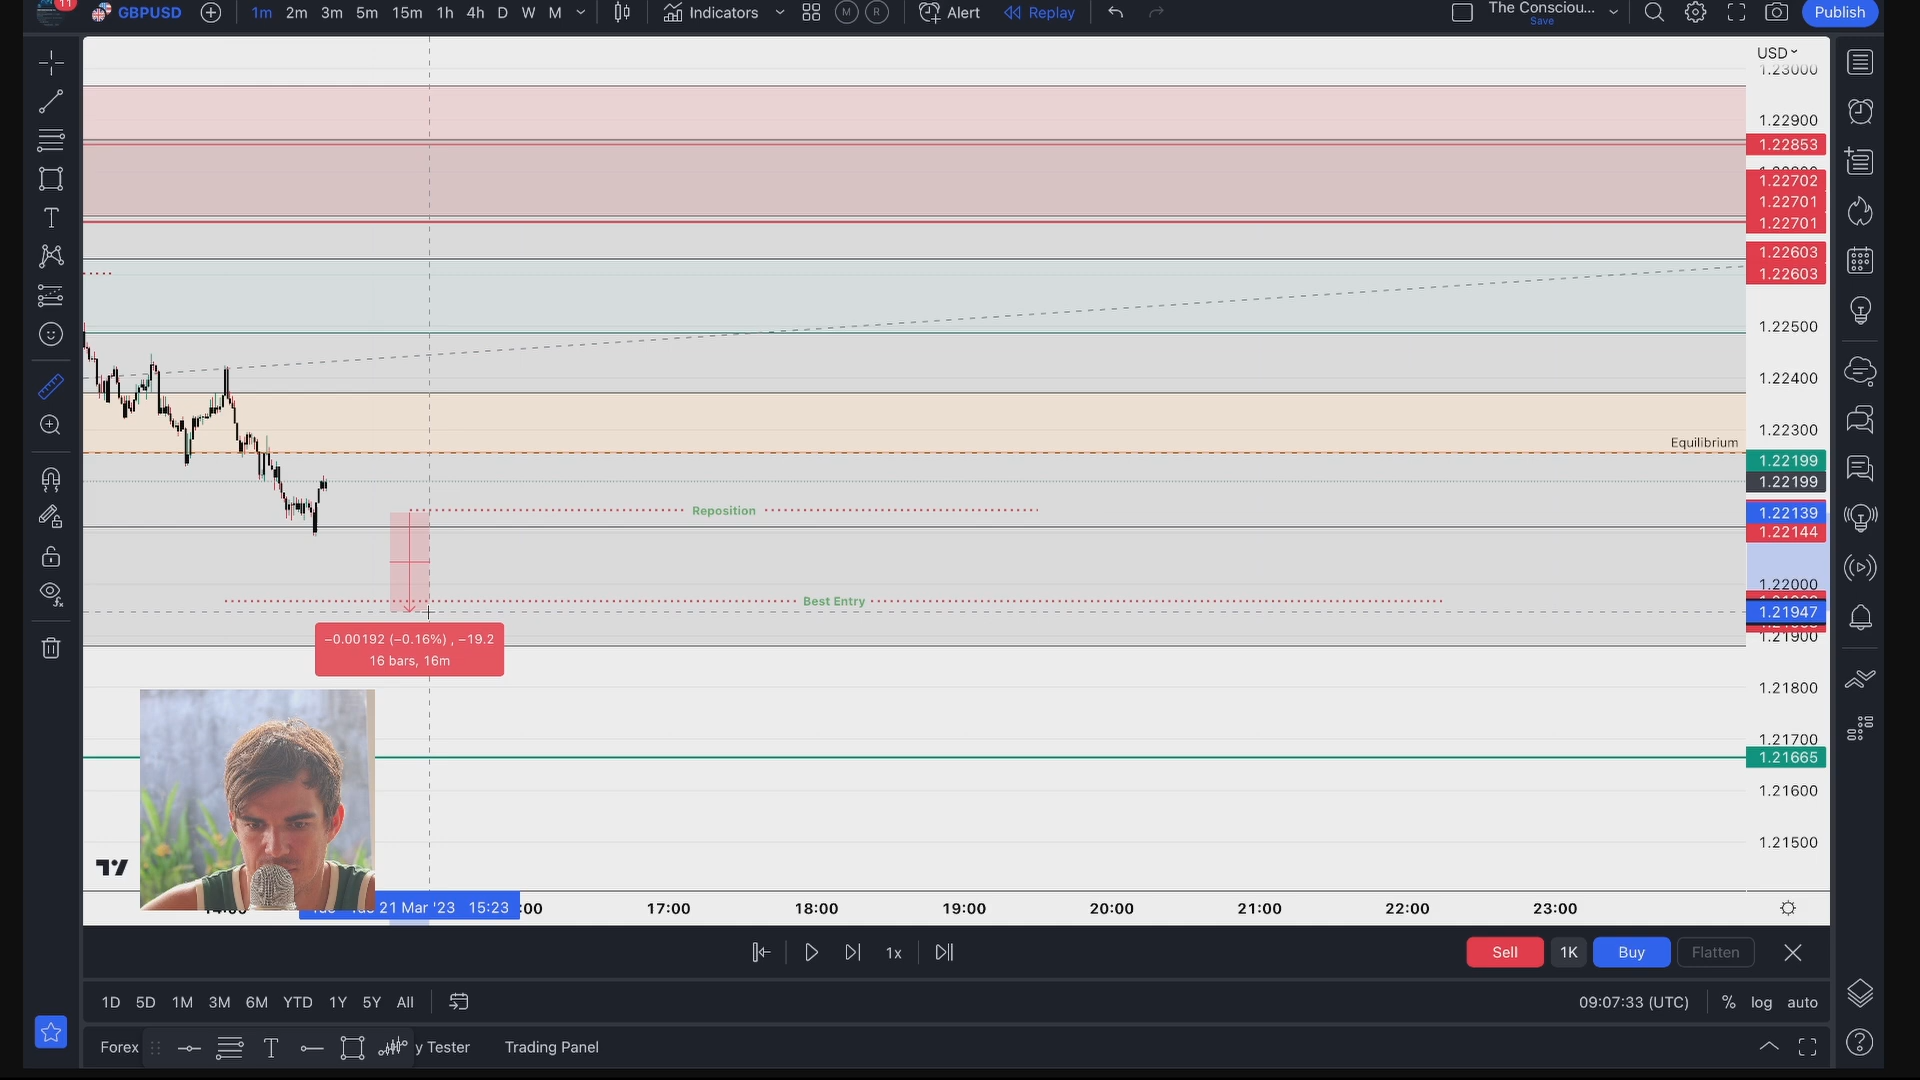 11
GBPUSD 1m 2m 3m 5m 15m 1h 4h D W M Indicators M R Alert Replay The Consciou... Save Publish
USD
1.23000
1.22900
1.22853
1.22702
1.22701
1.22701
1.22603
1.22603
1.22500
1.22400
1.22300
Equilibrium
1.22199
1.22199
Reposition
1.22139
1.22144
1.22000
Best Entry
1.21947
1.21900
−0.00192 (−0.16%) , −19.2
16 bars, 16m
1.21800
1.21700
1.21665
1.21600
1.21500
21 Mar '23 15:23 :00 17:00 18:00 19:00 20:00 21:00 22:00 23:00
1x Sell 1K Buy Flatten
1D 5D 1M 3M 6M YTD 1Y 5Y All 09:07:33 (UTC) % log auto
Forex y Tester Trading Panel